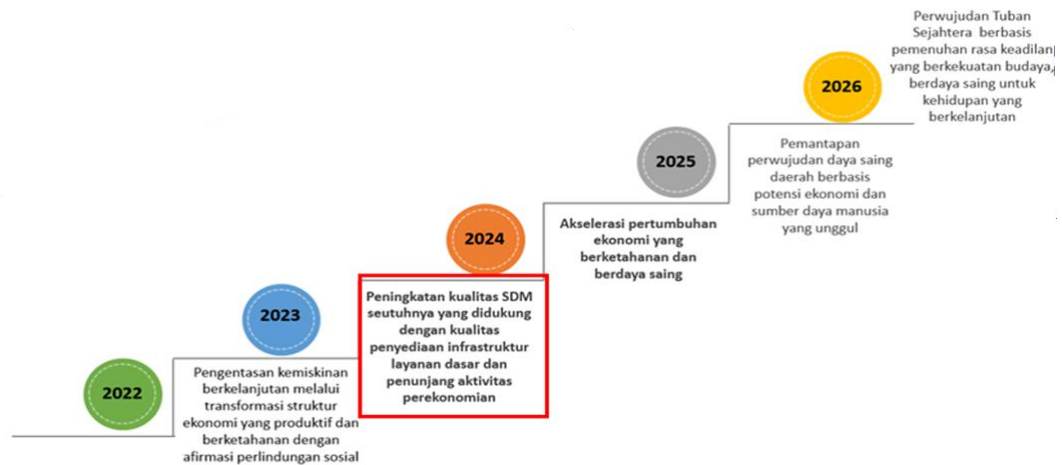 2022
2023
Pengentasan kemiskinan
berkelanjutan melalui
transformasi struktur
ekonomi yang produktif dan
berketahanan dengan
afirmasi perlindungan sosial
2024
Peningkatan kualitas SDM
seutuhnya yang didukung
dengan kualitas
penyediaan infrastruktur
layanan dasar dan
penunjang aktivitas
perekonomian
2025
Akselerasi pertumbuhan
ekonomi yang
berketahanan dan
berdaya saing
2026
Pemantapan
perwujudan daya saing
daerah berbasis
potensi ekonomi dan
sumber daya manusia
yang unggul
Perwujudan Tuban
Sejahtera berbasis
pemenuhan rasa keadilan
yang berkekuatan budaya,
berdaya saing untuk
kehidupan yang
berkelanjutan